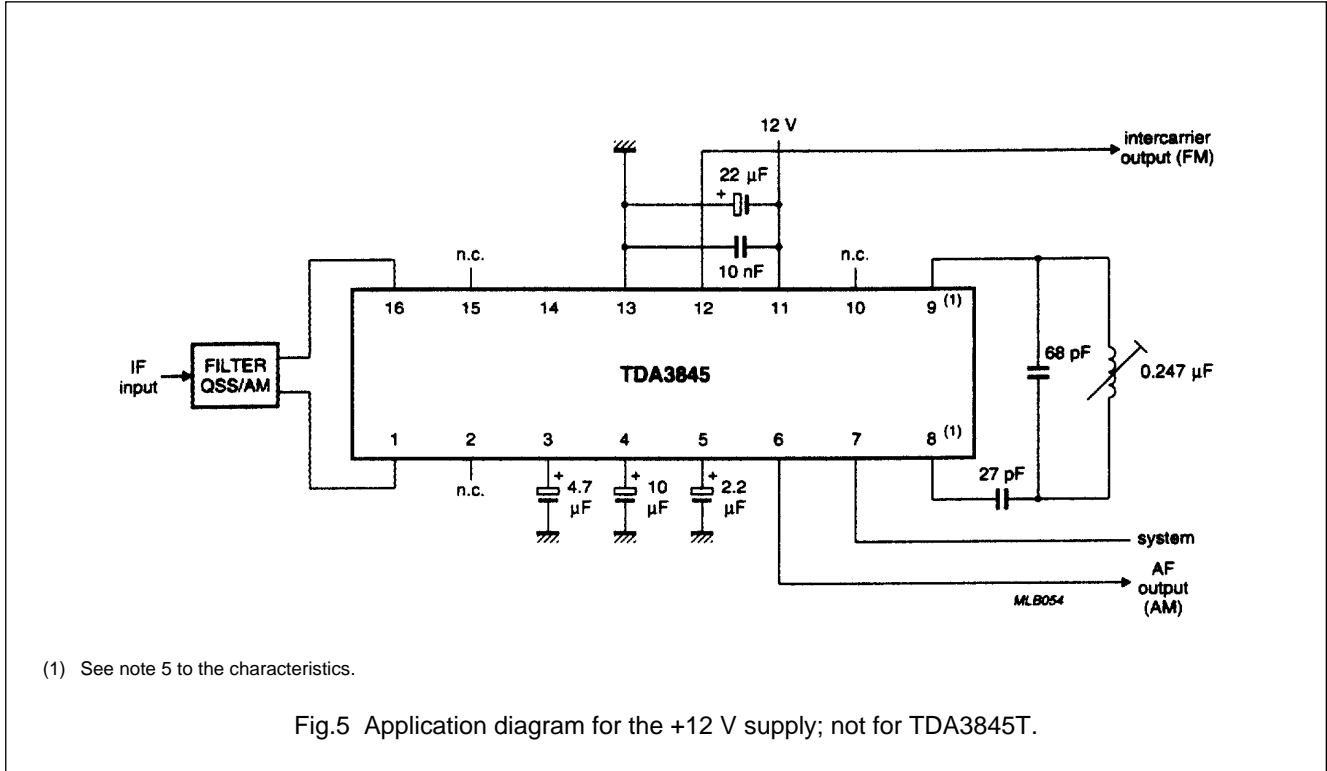 12 V
intercarrier
output (FM)
22 µF
+
n.c.
10 nF
n.c.
16 15 14 13 12 11 10 9 (1)
IF
input
FILTER
QSS/AM
TDA3845
68 pF
0.247 µF
1 2 3 4 5 6 7 8 (1)
n.c.
+ 4.7 µF
+ 10 µF
+ 2.2 µF
27 pF
system
AF
output
(AM)
MLB054
(1) See note 5 to the characteristics.
Fig.5 Application diagram for the +12 V supply; not for TDA3845T.